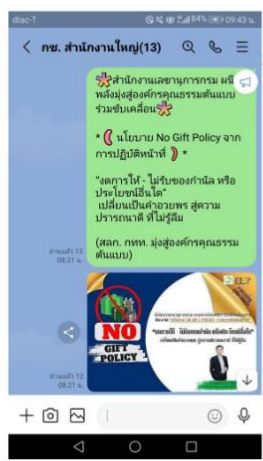 dtac-T
84%
09:43 น.
กช. สำนักงานใหญ่(13)
สำนักงานเลขานุการกรม ผนึก
พลังมุ่งสู่องค์กรคุณธรรมต้นแบบ
ร่วมขับเคลื่อน
* ( นโยบาย No Gift Policy จาก
การปฏิบัติหน้าที่ ) *
"งดการให้ - ไม่รับของกำนัล หรือ
ประโยชน์อื่นใด"
เปลี่ยนเป็นคำอวยพร สู่ความ
ปรารถนาดี ที่ไม่รู้ลืม
(สลก. กทท. มุ่งสู่องค์กรคุณธรรม
ต้นแบบ)
อ่านแล้ว 12
08:21 น.
NO
GIFT
POLICY
อ่านแล้ว 12
08:21 น.